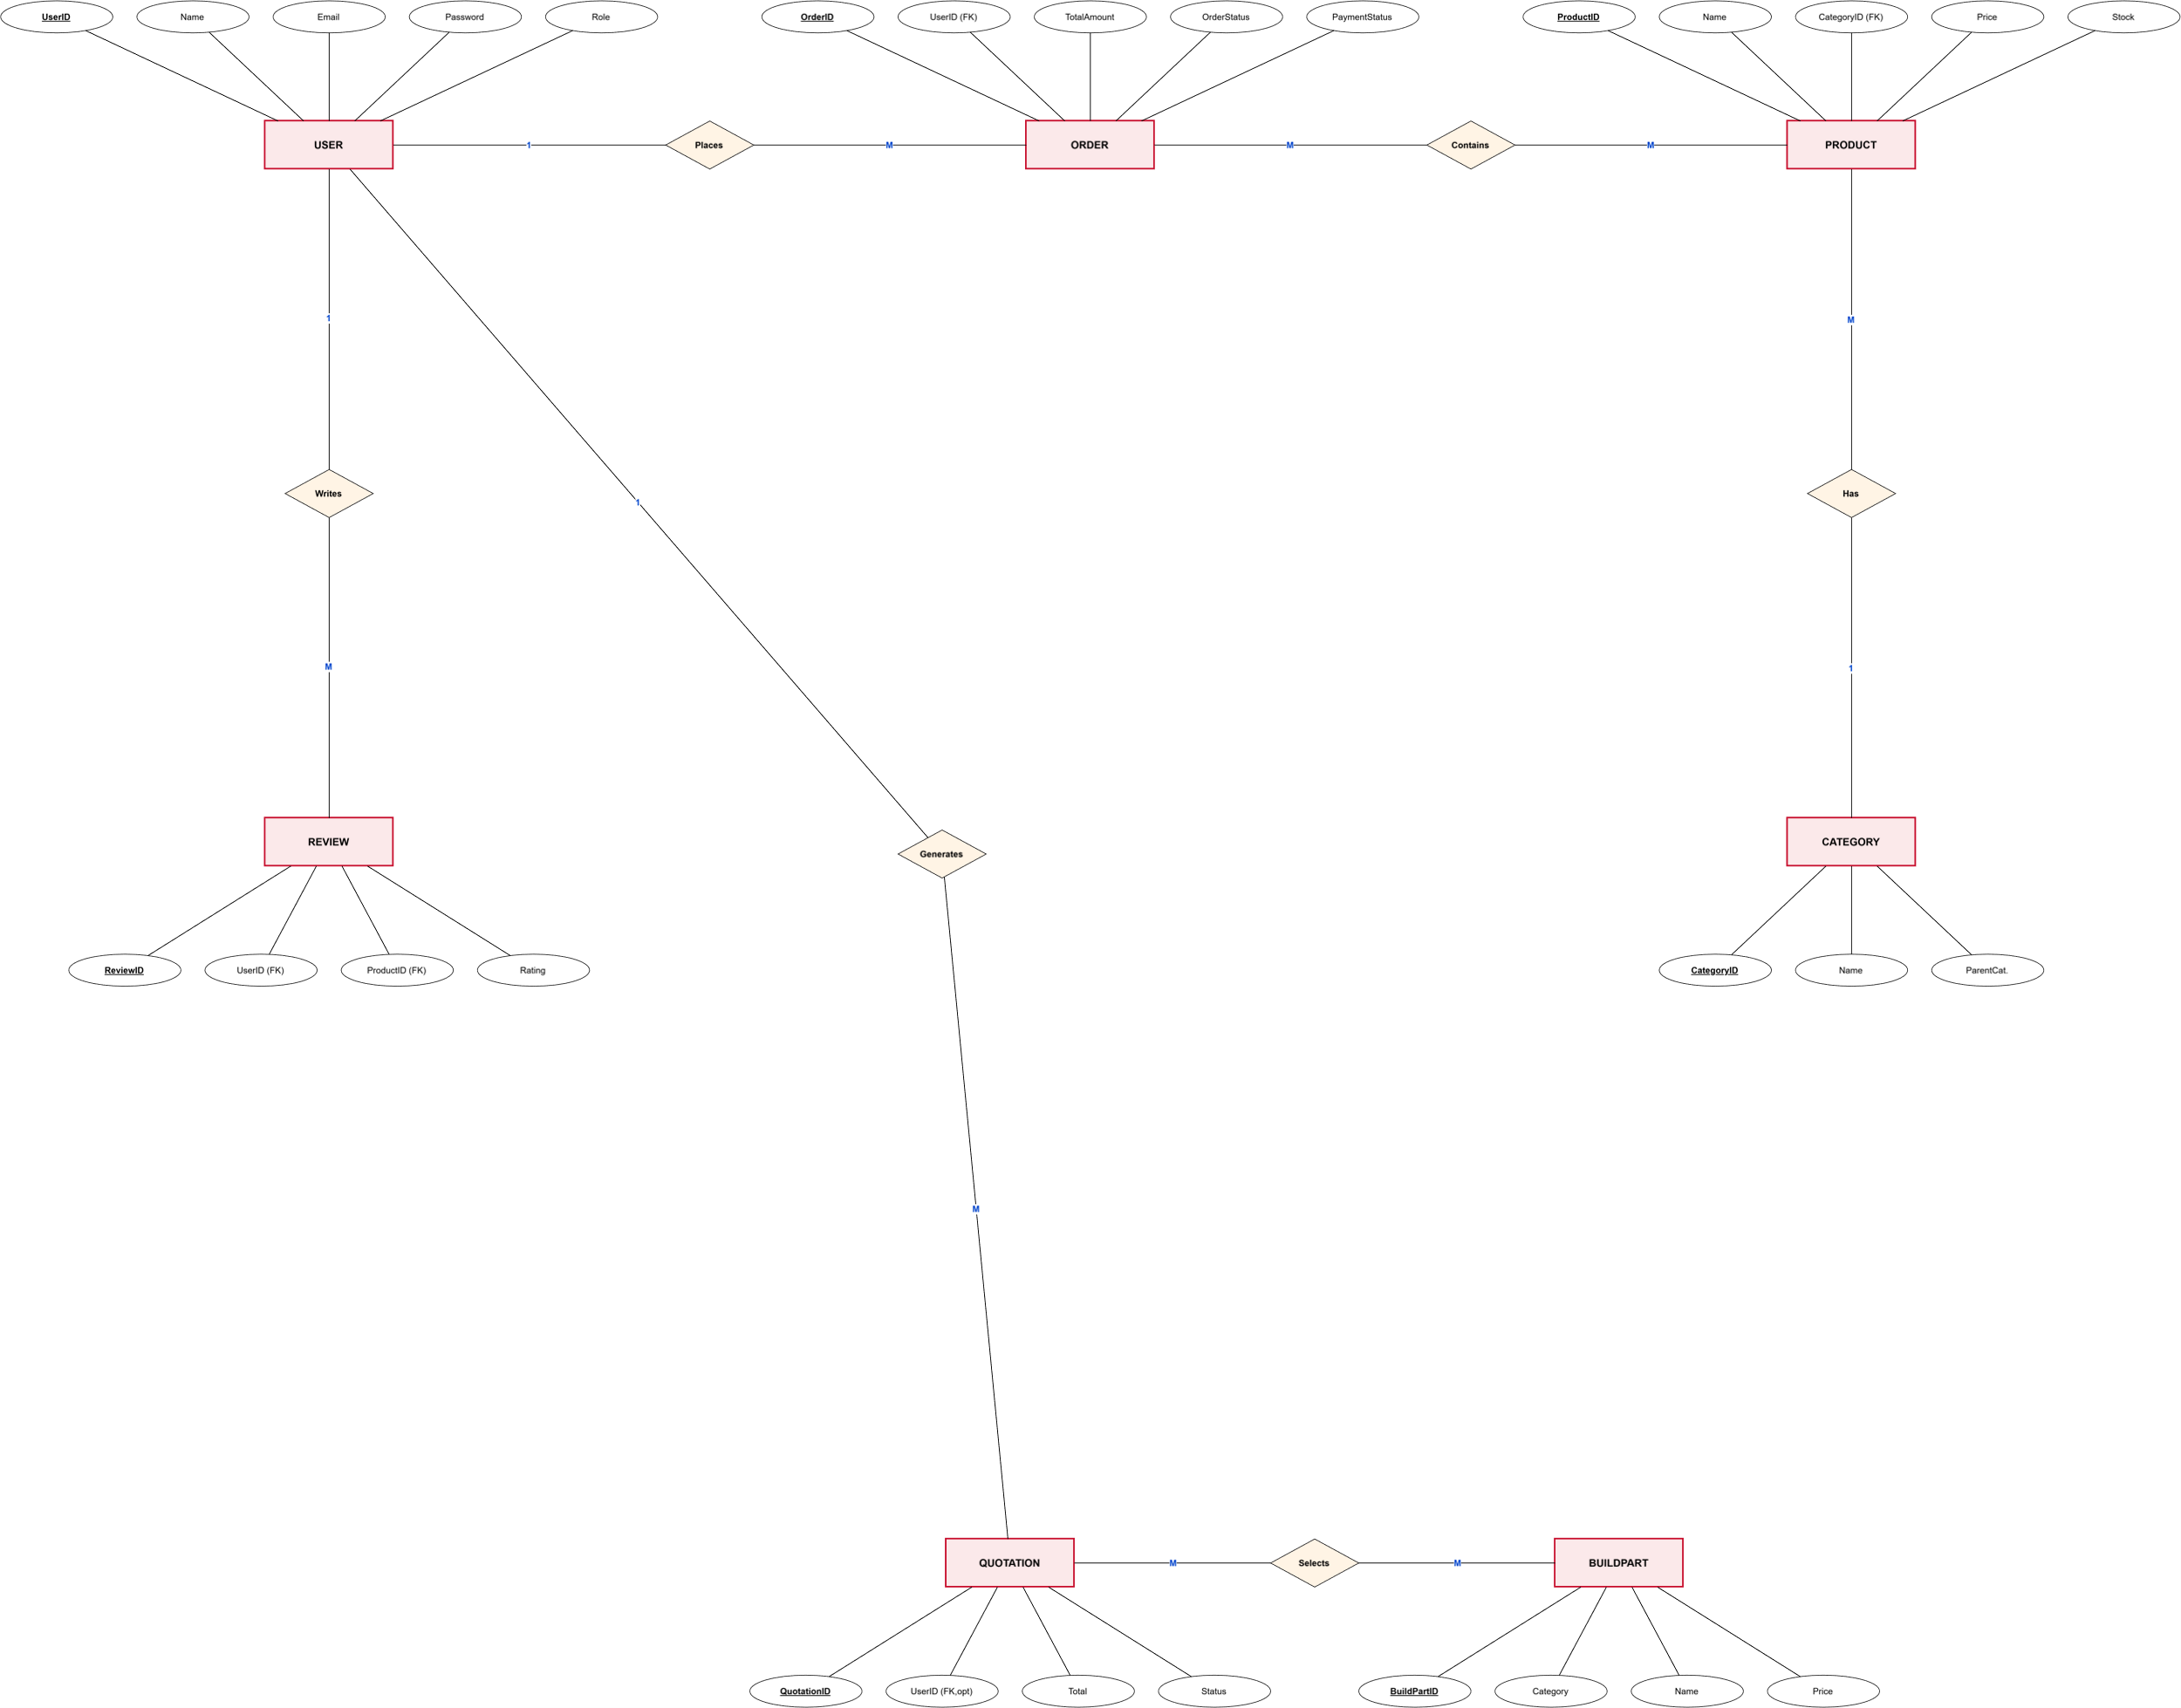 UserID
Name
Email
Password
Role
OrderID
UserID (FK)
TotalAmount
OrderStatus
PaymentStatus
ProductID
Name
CategoryID (FK)
Price
Stock
USER
1
Places
M
ORDER
M
Contains
M
PRODUCT
1
M
1
Writes
Has
M
1
REVIEW
Generates
CATEGORY
ReviewID
UserID (FK)
ProductID (FK)
Rating
CategoryID
Name
ParentCat.
M
QUOTATION
M
Selects
M
BUILDPART
QuotationID
UserID (FK,opt)
Total
Status
BuildPartID
Category
Name
Price